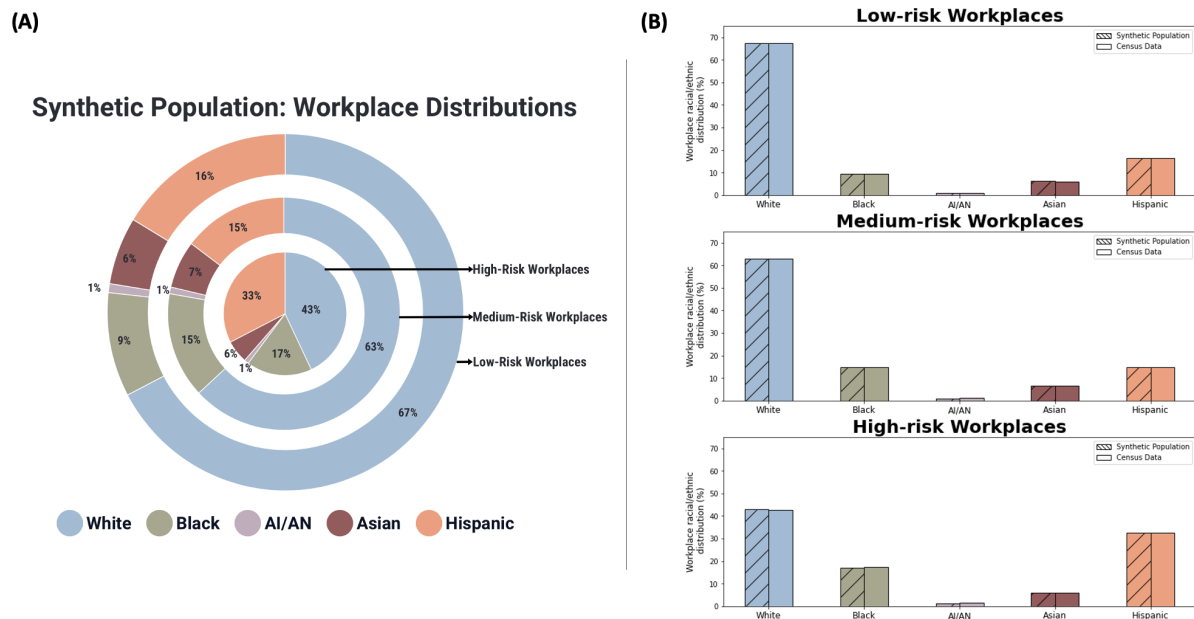 (A)
Synthetic Population: Workplace Distributions
16%
6%
1%
9%
67%
15%
7%
1%
15%
63%
33%
43%
6%
1%
17%
High-Risk Workplaces
Medium-Risk Workplaces
Low-Risk Workplaces
White Black AI/AN Asian Hispanic
(B)
Low-risk Workplaces
Workplace racial/ethnic
distribution (%)
70
60
50
40
30
20
10
0
Synthetic Population
Census Data
White Black AI/AN Asian Hispanic
Medium-risk Workplaces
Workplace racial/ethnic
distribution (%)
70
60
50
40
30
20
10
0
Synthetic Population
Census Data
White Black AI/AN Asian Hispanic
High-risk Workplaces
Workplace racial/ethnic
distribution (%)
70
60
50
40
30
20
10
0
Synthetic Population
Census Data
White Black AI/AN Asian Hispanic